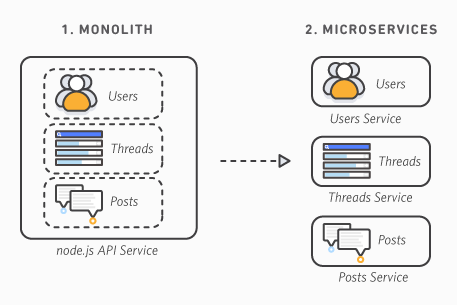 1. MONOLITH
Users
Threads
Posts
node.js API Service
2. MICROSERVICES
Users
Users Service
Threads
Threads Service
Posts
Posts Service